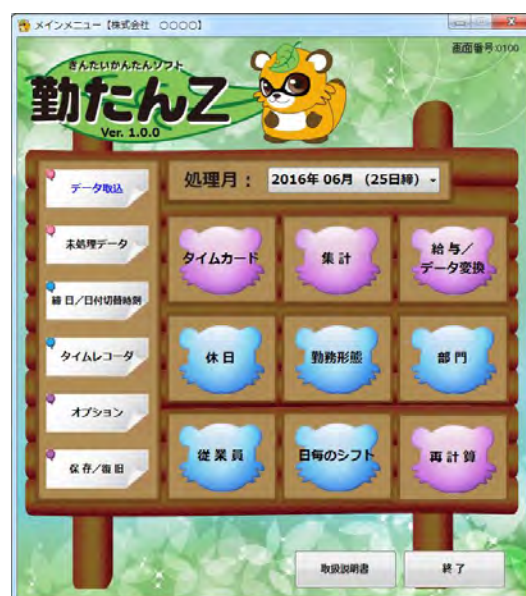 メインメニュー【株式会社 ○○○○】
画面番号:0100
きんたいかんたんソフト
勤たんZ
Ver. 1.0.0
処理月： 2016年 06月 （25日締）
データ取込
未処理データ
締 日／日付切替時刻
タイムレコーダ
オプション
保存／復旧
タイムカード
集計
給与／
データ変換
休日
勤務形態
部門
従業員
日毎のシフト
再計算
取扱説明書
終了